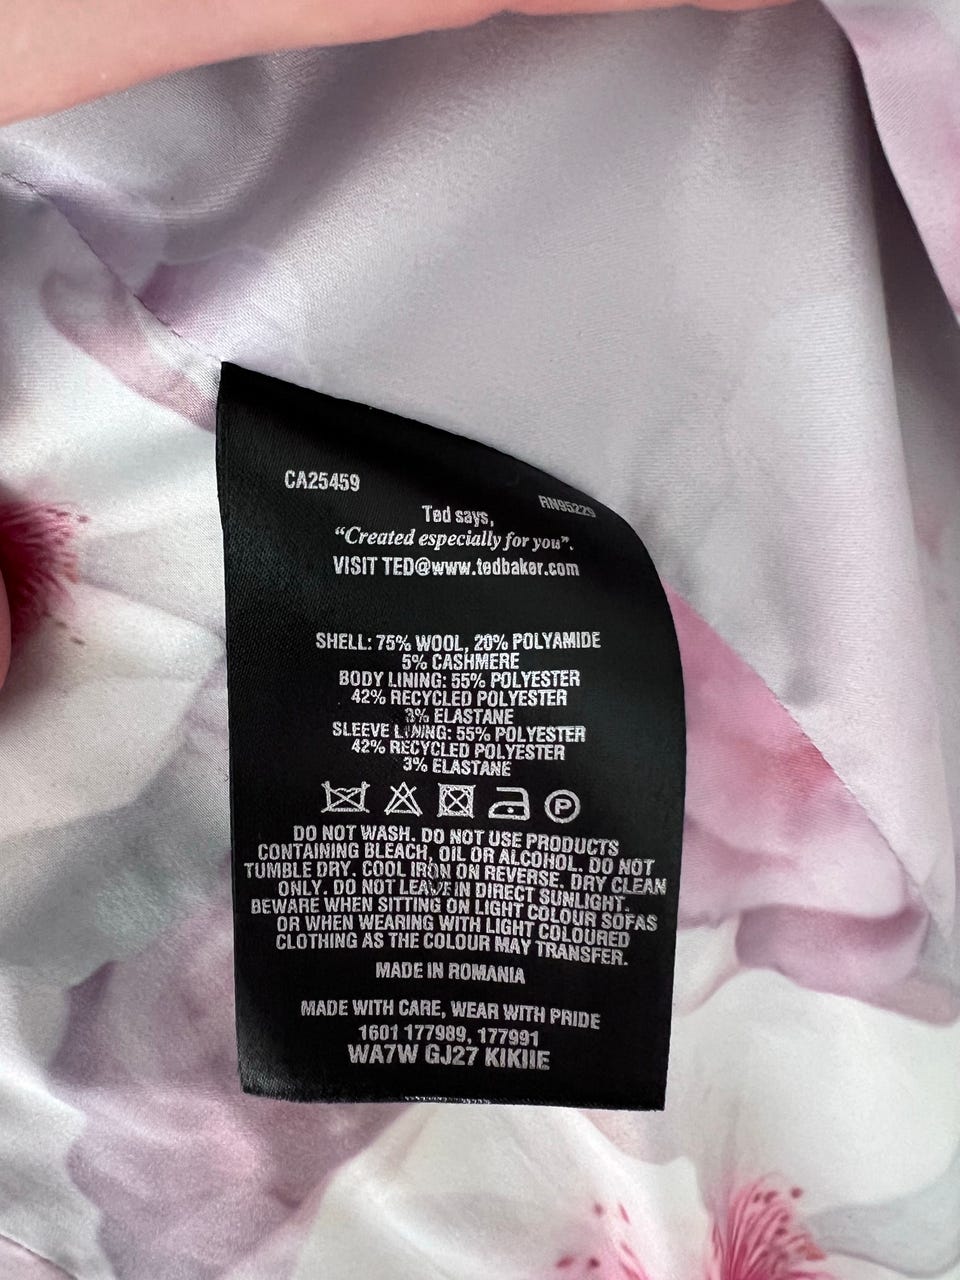 CA25459
RN95229
Ted says,
“Created especially for you”.
VISIT TED@www.tedbaker.com
SHELL: 75% WOOL, 20% POLYAMIDE
5% CASHMERE
BODY LINING: 55% POLYESTER
42% RECYCLED POLYESTER
3% ELASTANE
SLEEVE LINING: 55% POLYESTER
42% RECYCLED POLYESTER
3% ELASTANE
P
DO NOT WASH. DO NOT USE PRODUCTS
CONTAINING BLEACH, OIL OR ALCOHOL. DO NOT
TUMBLE DRY. COOL IRON ON REVERSE. DRY CLEAN
ONLY. DO NOT LEAVE IN DIRECT SUNLIGHT.
BEWARE WHEN SITTING ON LIGHT COLOUR SOFAS
OR WHEN WEARING WITH LIGHT COLOURED
CLOTHING AS THE COLOUR MAY TRANSFER.
MADE IN ROMANIA
MADE WITH CARE, WEAR WITH PRIDE
1601 177989, 177991
WA7W GJ27 KIKIIE